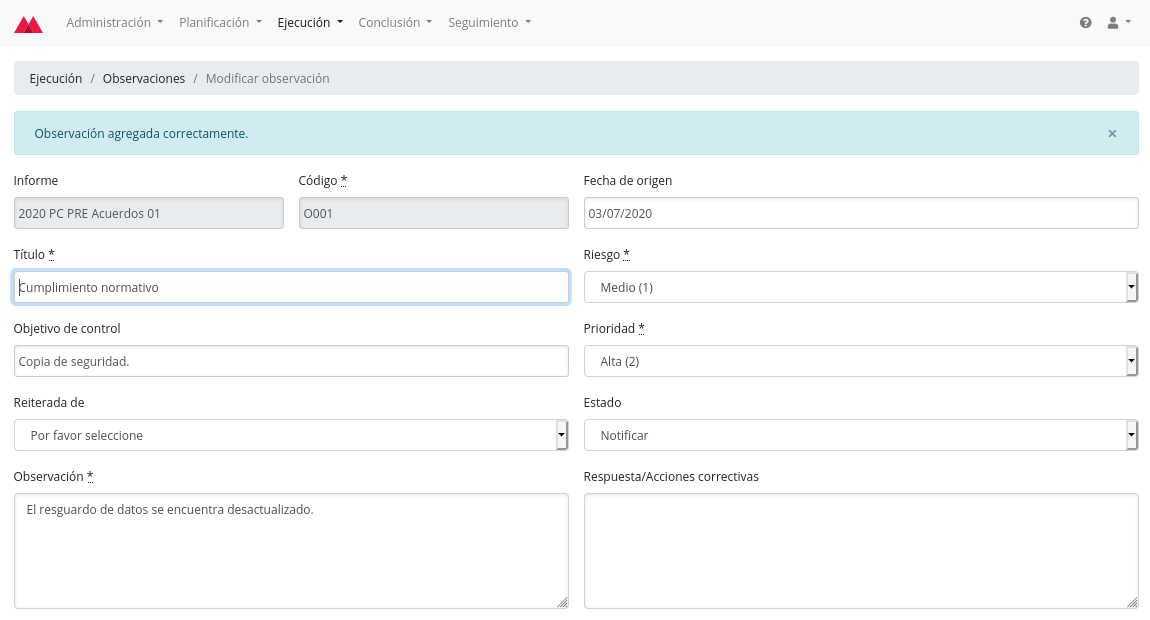 Administración Planificación Ejecución Conclusión Seguimiento
Ejecución / Observaciones / Modificar observación
Observación agregada correctamente. ×
Informe Código * Fecha de origen
2020 PC PRE Acuerdos 01 O001 03/07/2020
Título * Riesgo *
Cumplimiento normativo Medio (1)
Objetivo de control Prioridad *
Copia de seguridad. Alta (2)
Reiterada de Estado
Por favor seleccione Notificar
Observación * Respuesta/Acciones correctivas
El resguardo de datos se encuentra desactualizado.